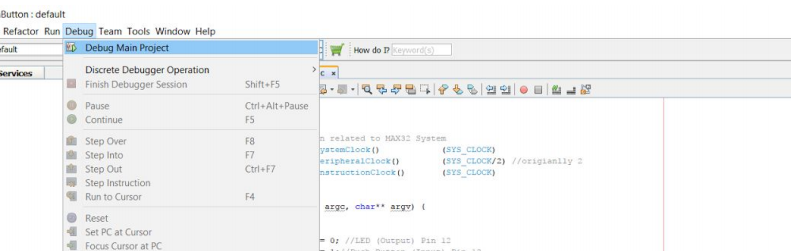 Button : default
Refactor Run Debug Team Tools Window Help
efault
Debug Main Project
How do I? Keyword(s)
Services
Discrete Debugger Operation
Finish Debugger Session Shift+F5
Pause Ctrl+Alt+Pause
Continue F5
n related to MAX32 System
Step Over F8
ystemClock() (SYS_CLOCK)
Step Into F7
eripheralClock() (SYS_CLOCK/2) //origianlly 2
Step Out Ctrl+F7
nstructionClock() (SYS_CLOCK)
Step Instruction
Run to Cursor F4
argc, char** argv) {
Reset
Set PC at Cursor
= 0; //LED (Output) Pin 12
Focus Cursor at PC